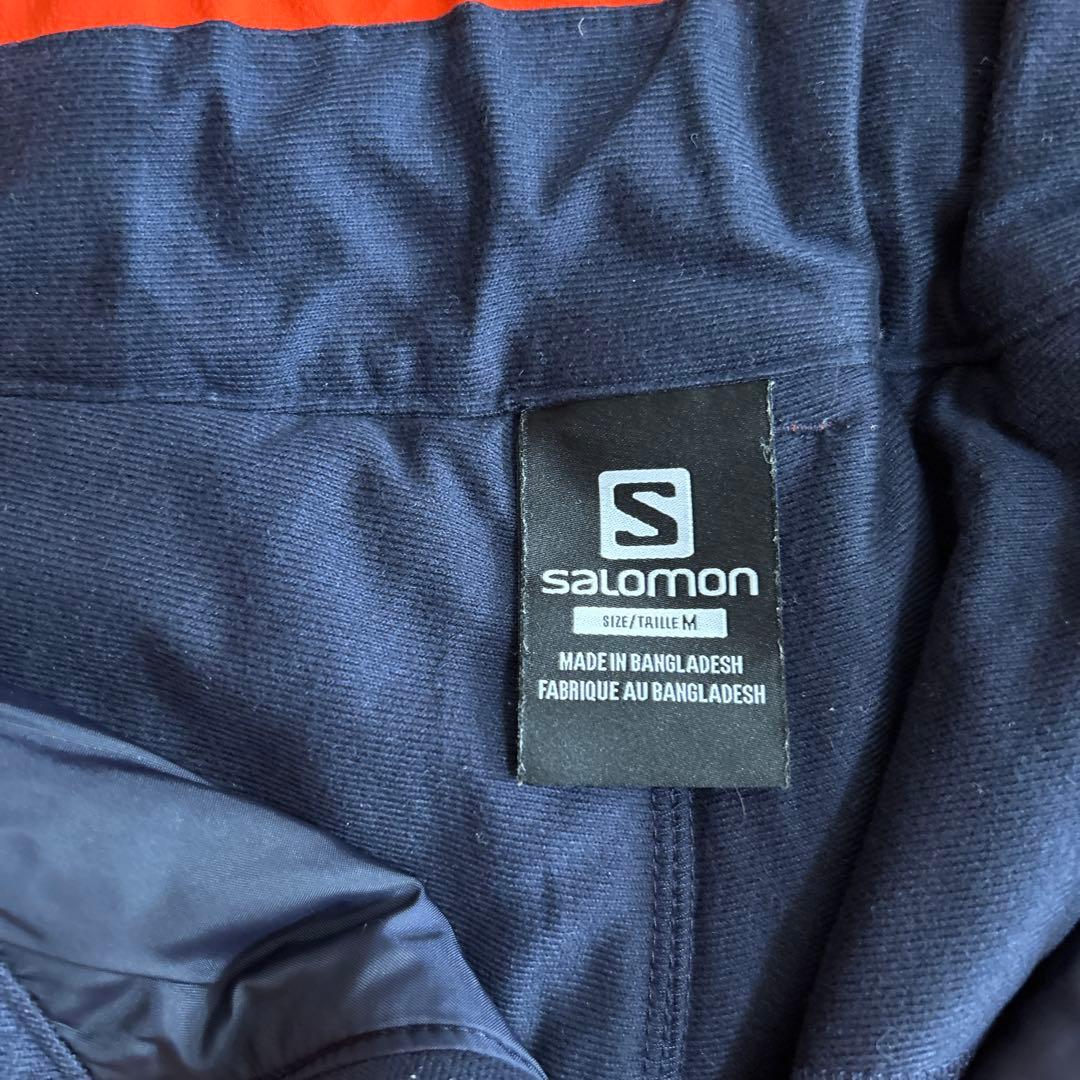 S
salomon
SIZE/TAILLE M
MADE IN BANGLADESH
FABRIQUE AU BANGLADESH